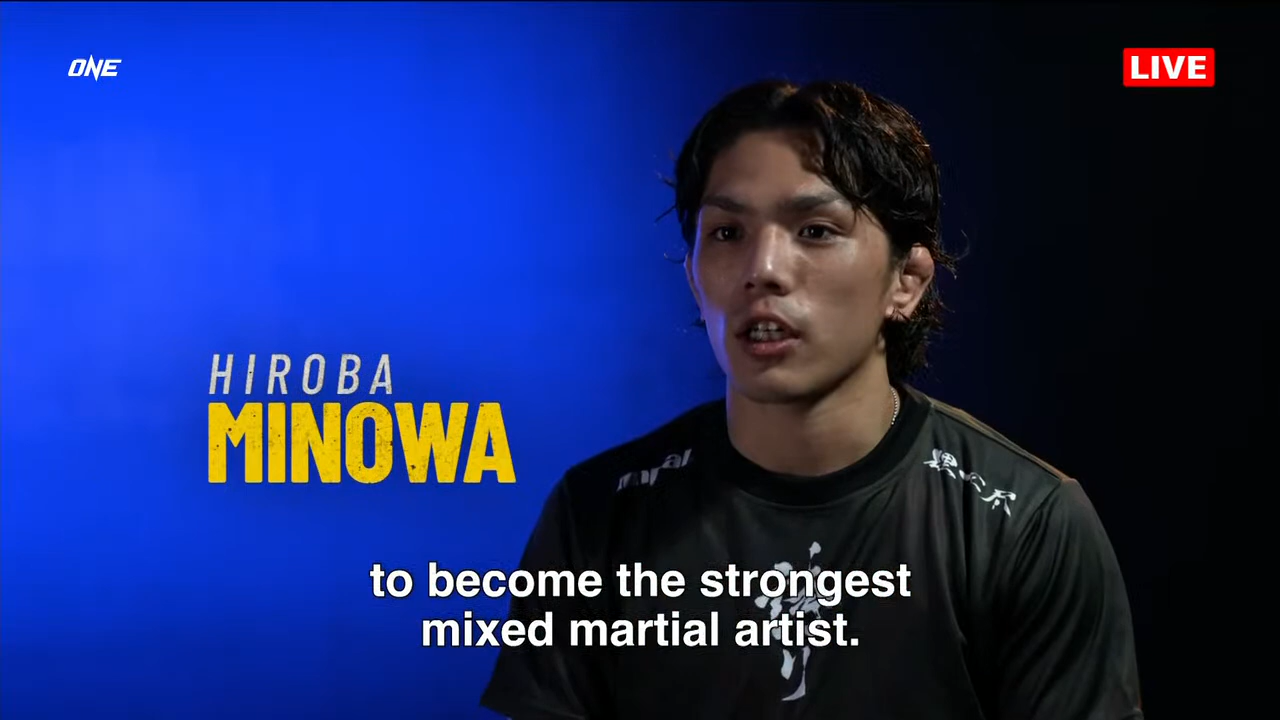 ONE
LIVE
HIROBA
MINOWA
to become the strongest
mixed martial artist.